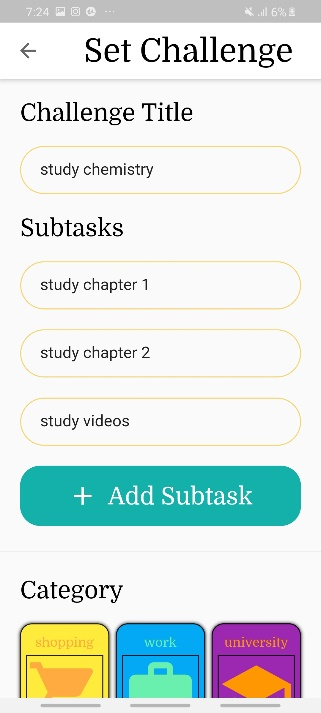 7:24 ... 6%
Set Challenge
Challenge Title
study chemistry
Subtasks
study chapter 1
study chapter 2
study videos
+ Add Subtask
Category
shopping work university